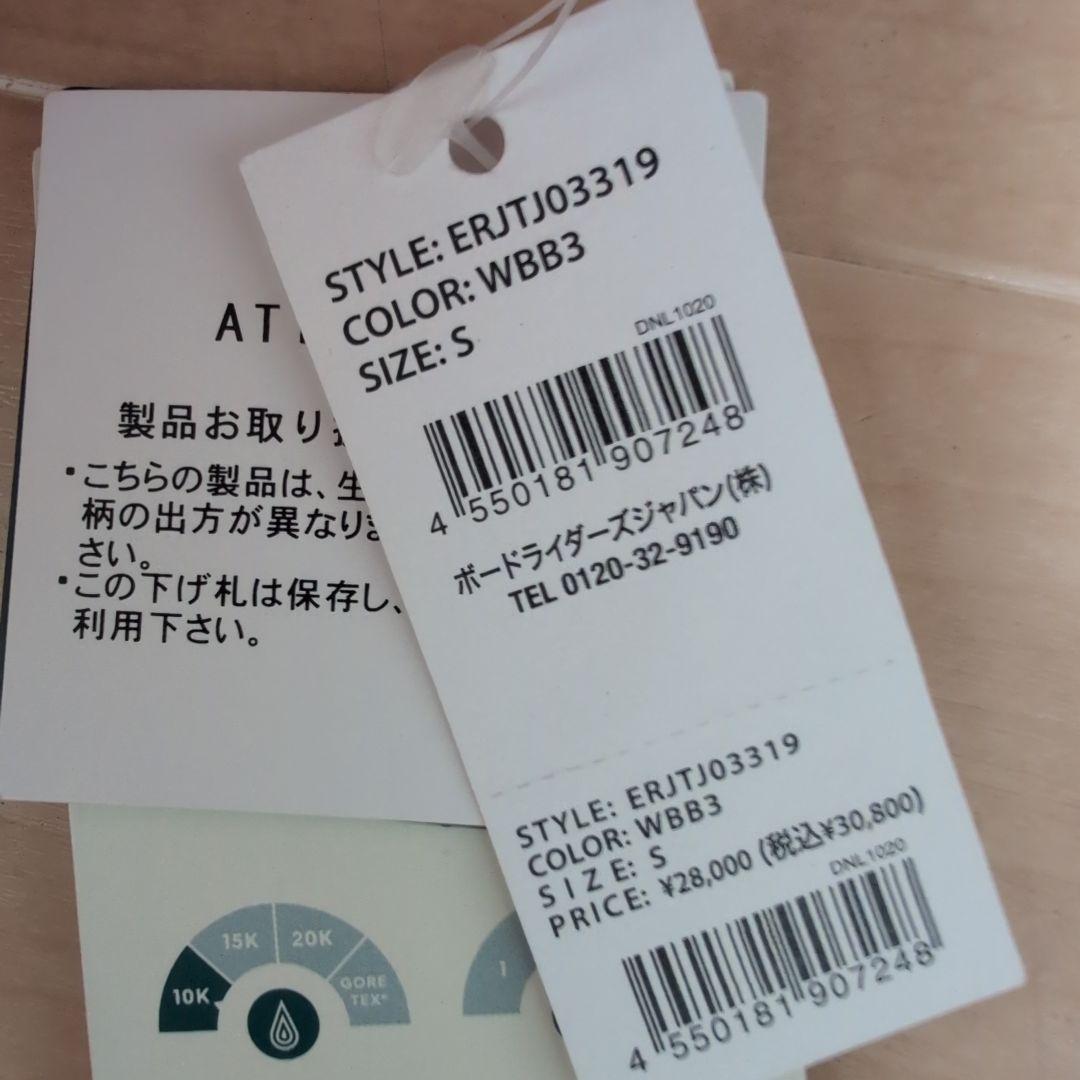 STYLE: ERJTJ03319
COLOR: WBB3
SIZE: S
DNL1020
4 550181 907248
ボードライダーズジャパン(株)
TEL 0120-32-9190
STYLE: ERJTJ03319
COLOR: WBB3
SIZE: S
PRICE: ¥28,000 (税込¥30,800)
DNL1020
4 550181 907248
AT
製品お取り
・こちらの製品は、生
柄の出方が異なりま
さい。
・この下げ札は保存し、
利用下さい。
10K
15K
20K
GORE
TEX®
1